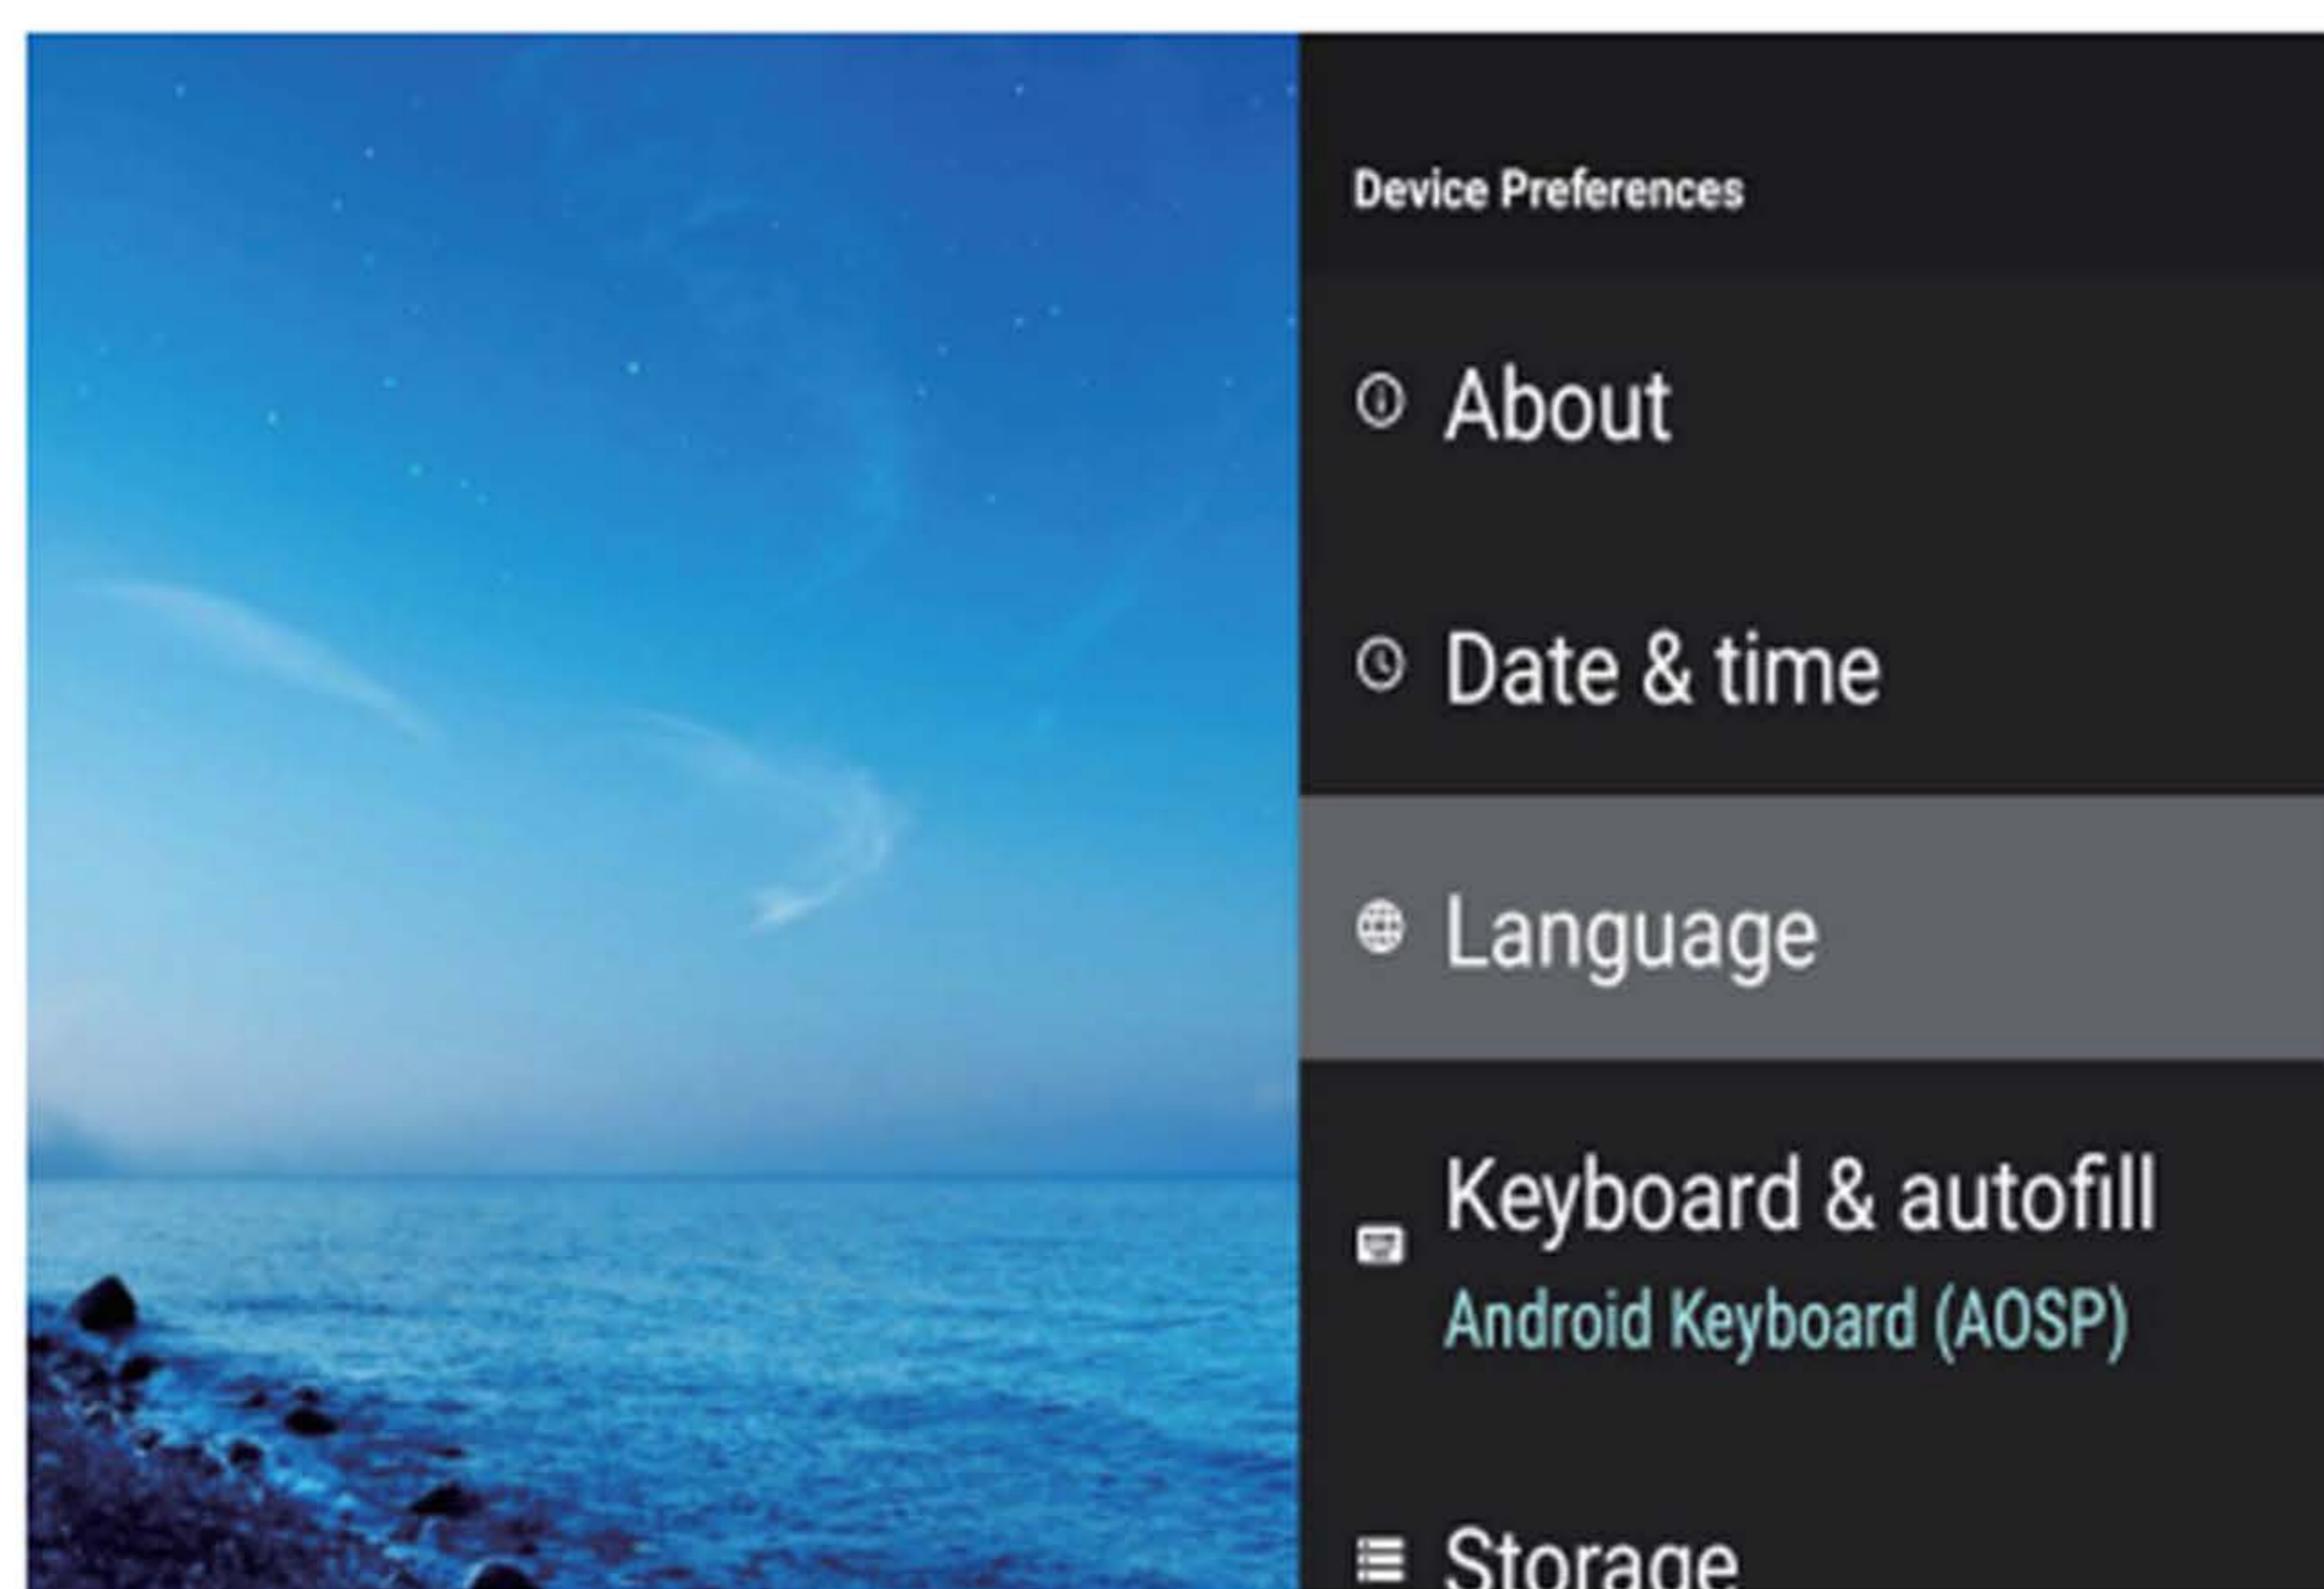 Device Preferences
About
Date & time
Language
Keyboard & autofill
Android Keyboard (AOSP)
Storage